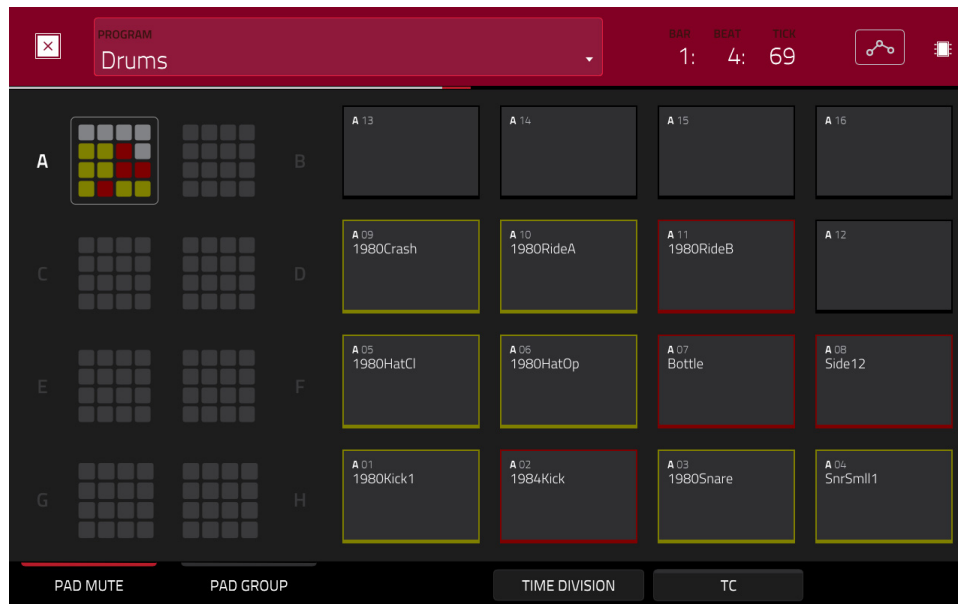 PROGRAM
Drums
BAR BEAT TICK
1: 4: 69
A
B
A 13
A 14
A 15
A 16
C
D
A 09
1980Crash
A 10
1980RideA
A 11
1980RideB
A 12
E
F
A 05
1980HatCl
A 06
1980HatOp
A 07
Bottle
A 08
Side12
G
H
A 01
1980Kick1
A 02
1984Kick
A 03
1980Snare
A 04
SnrSmll1
PAD MUTE
PAD GROUP
TIME DIVISION
TC